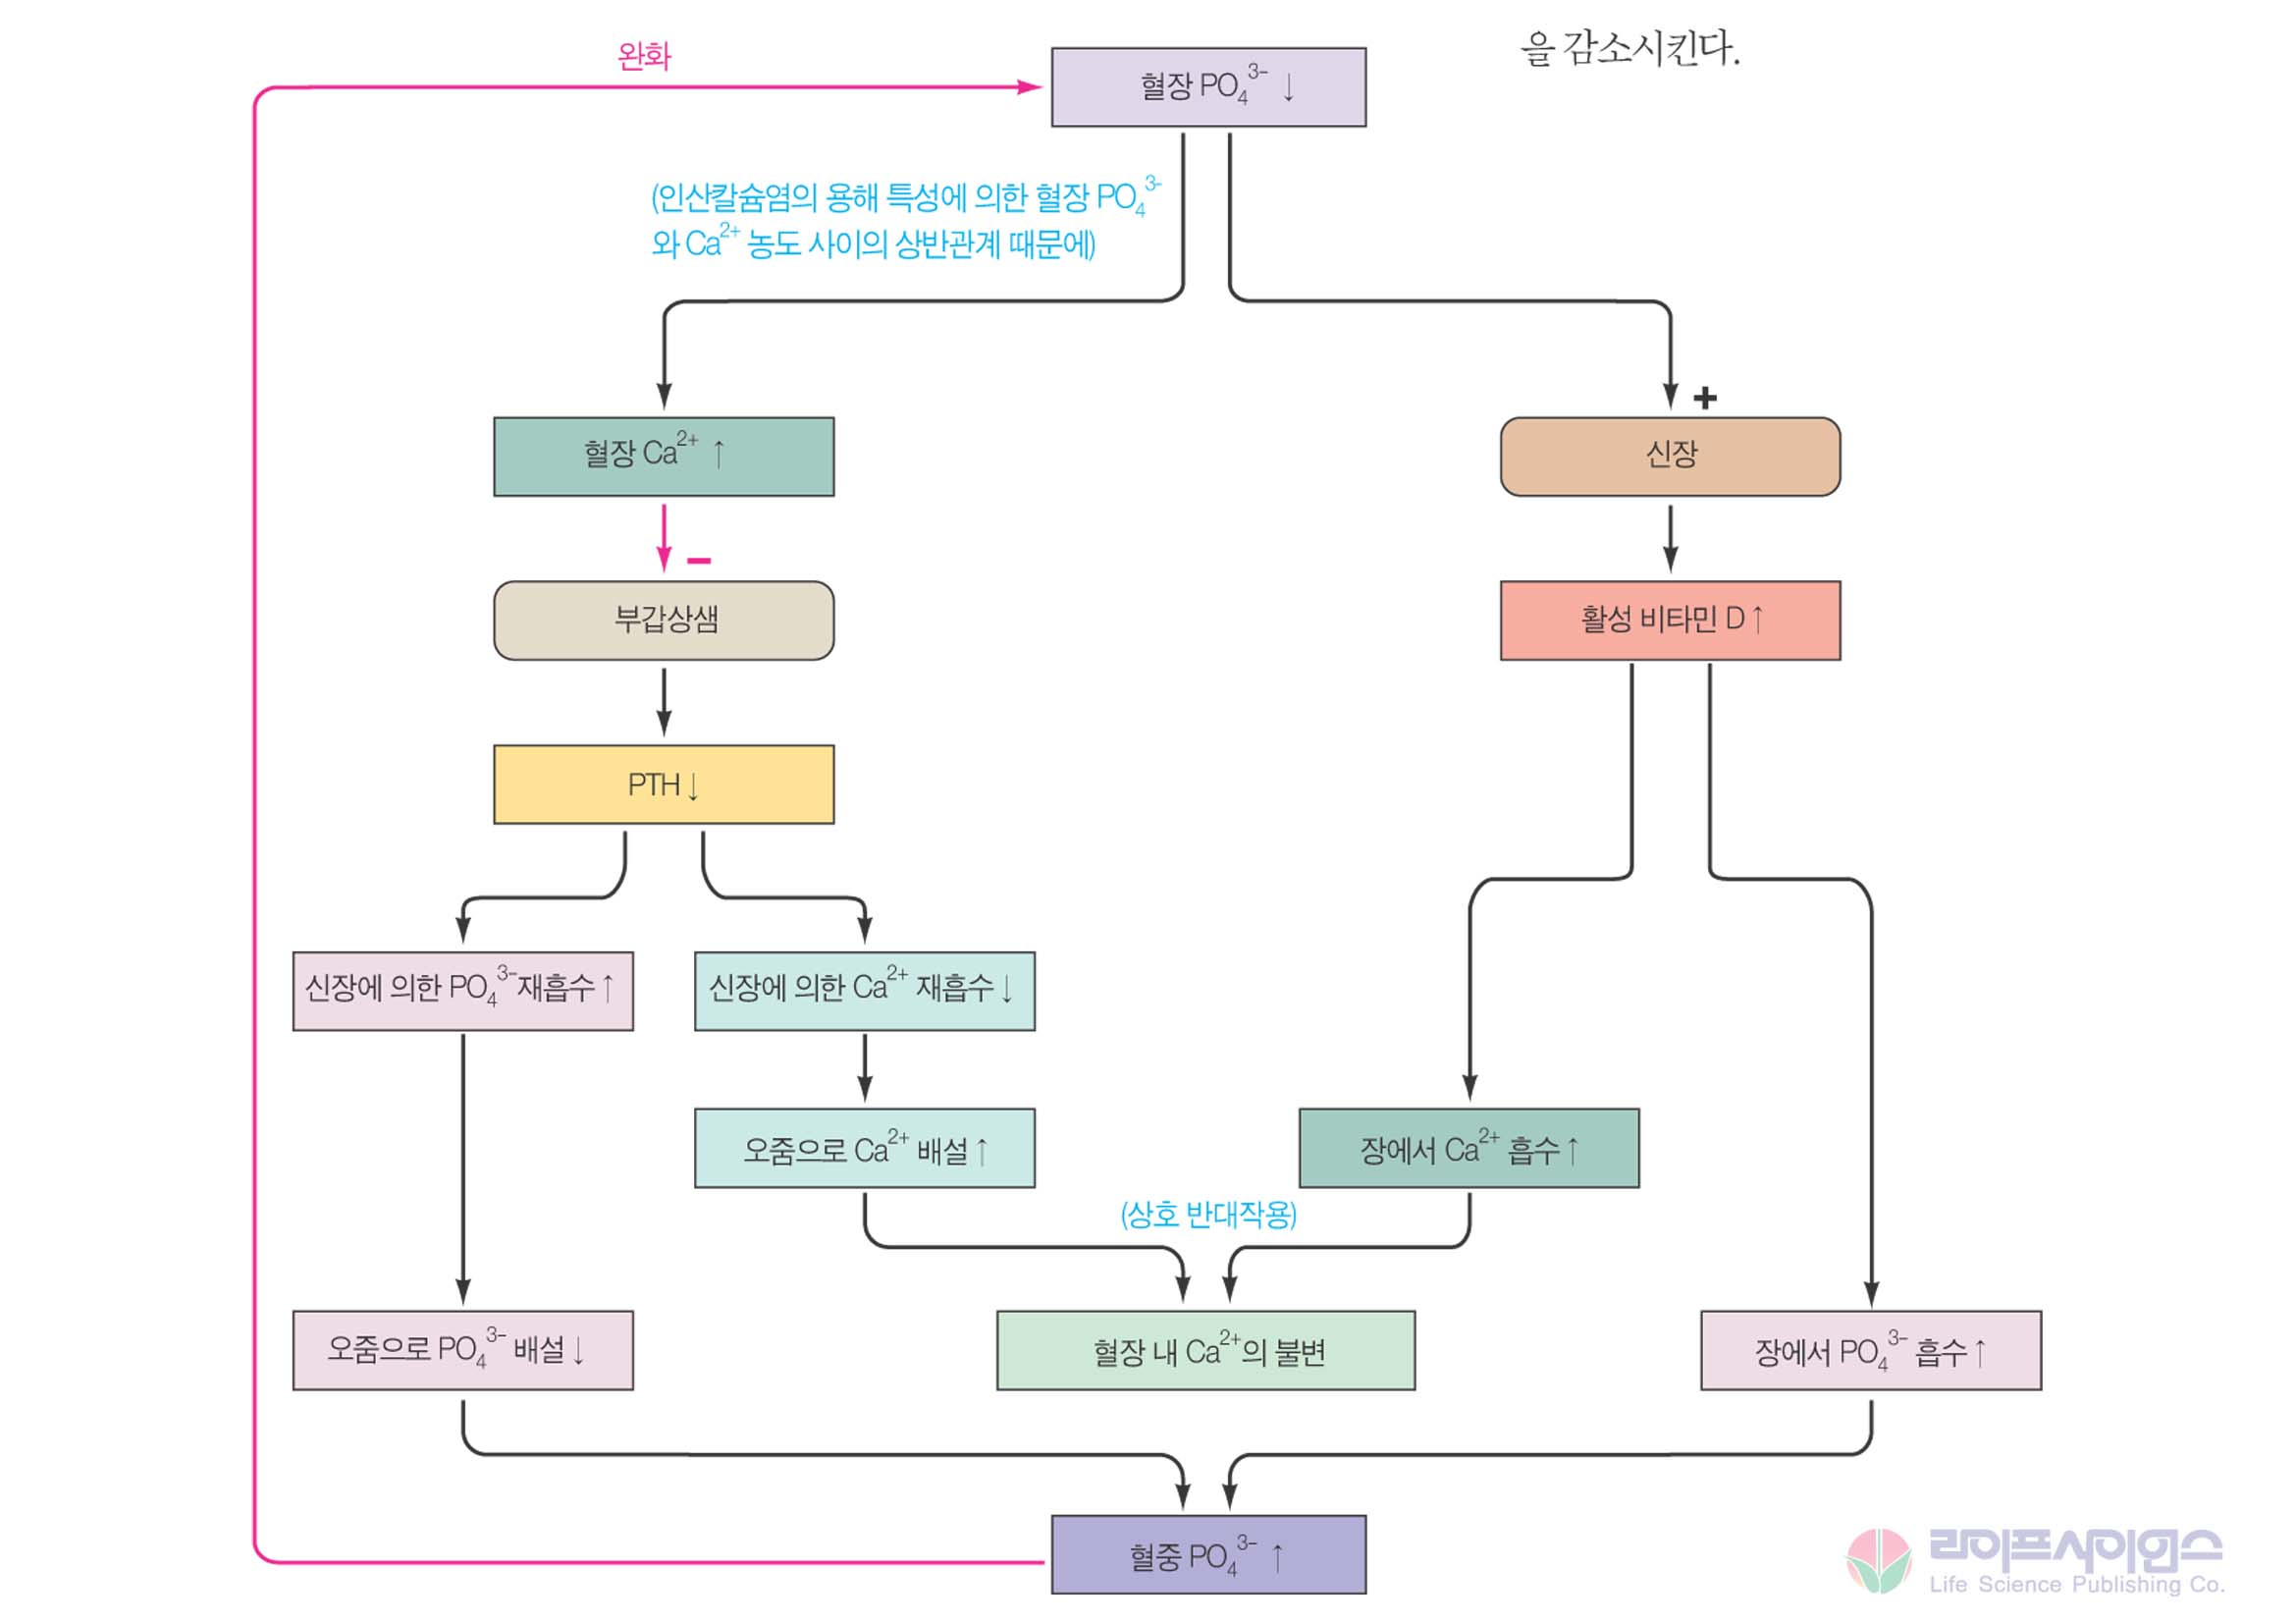 을 감소시킨다.
완화
혈장 PO₄³⁻ ↓
(인산칼슘염의 용해 특성에 의한 혈장 PO₄³⁻
와 Ca²⁺ 농도 사이의 상반관계 때문에)
+
혈장 Ca²⁺ ↑
신장
−
부갑상샘
활성 비타민 D↑
PTH↓
신장에 의한 PO₄³⁻재흡수↑
신장에 의한 Ca²⁺ 재흡수↓
오줌으로 Ca²⁺ 배설↑
장에서 Ca²⁺ 흡수↑
(상호 반대작용)
오줌으로 PO₄³⁻ 배설↓
혈장 내 Ca²⁺의 불변
장에서 PO₄³⁻ 흡수↑
혈중 PO₄³⁻ ↑
라이프사이언스
Life Science Publishing Co.